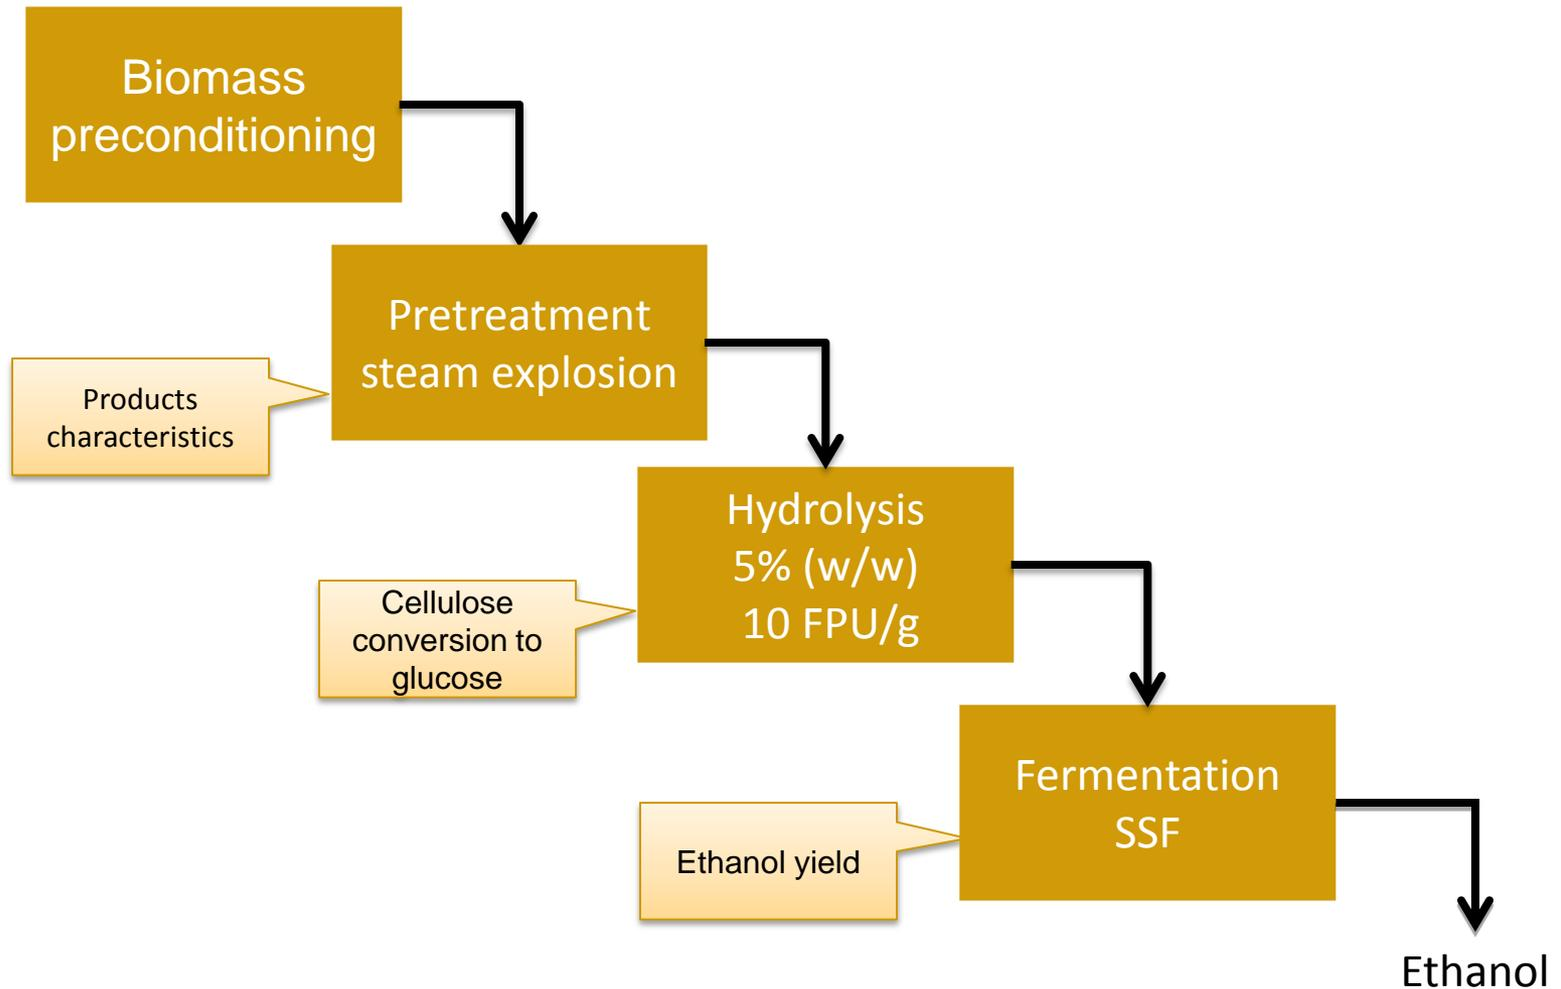 Biomass
preconditioning
Pretreatment
steam explosion
Products
characteristics
Hydrolysis
5% (w/w)
10 FPU/g
Cellulose
conversion to
glucose
Fermentation
SSF
Ethanol yield
Ethanol